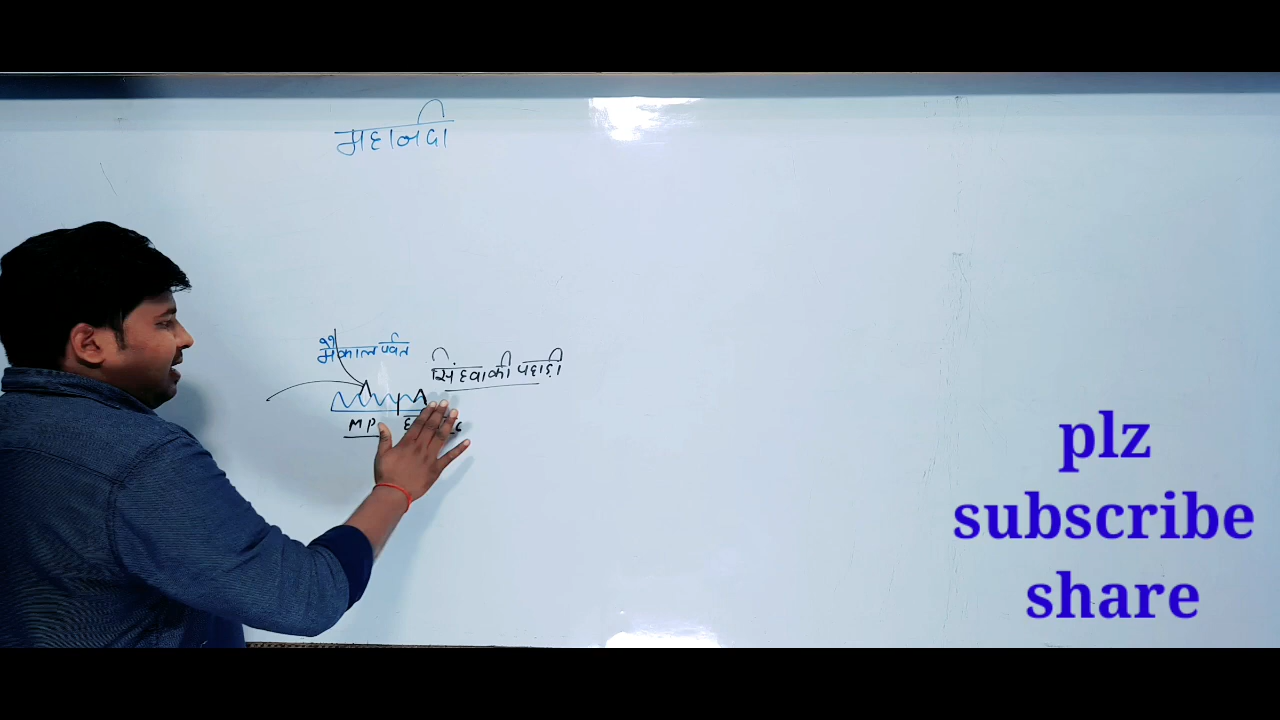 महानदी
मैकाल पर्वत
सिंहवा की पहाड़ी
MP
plz
subscribe
share